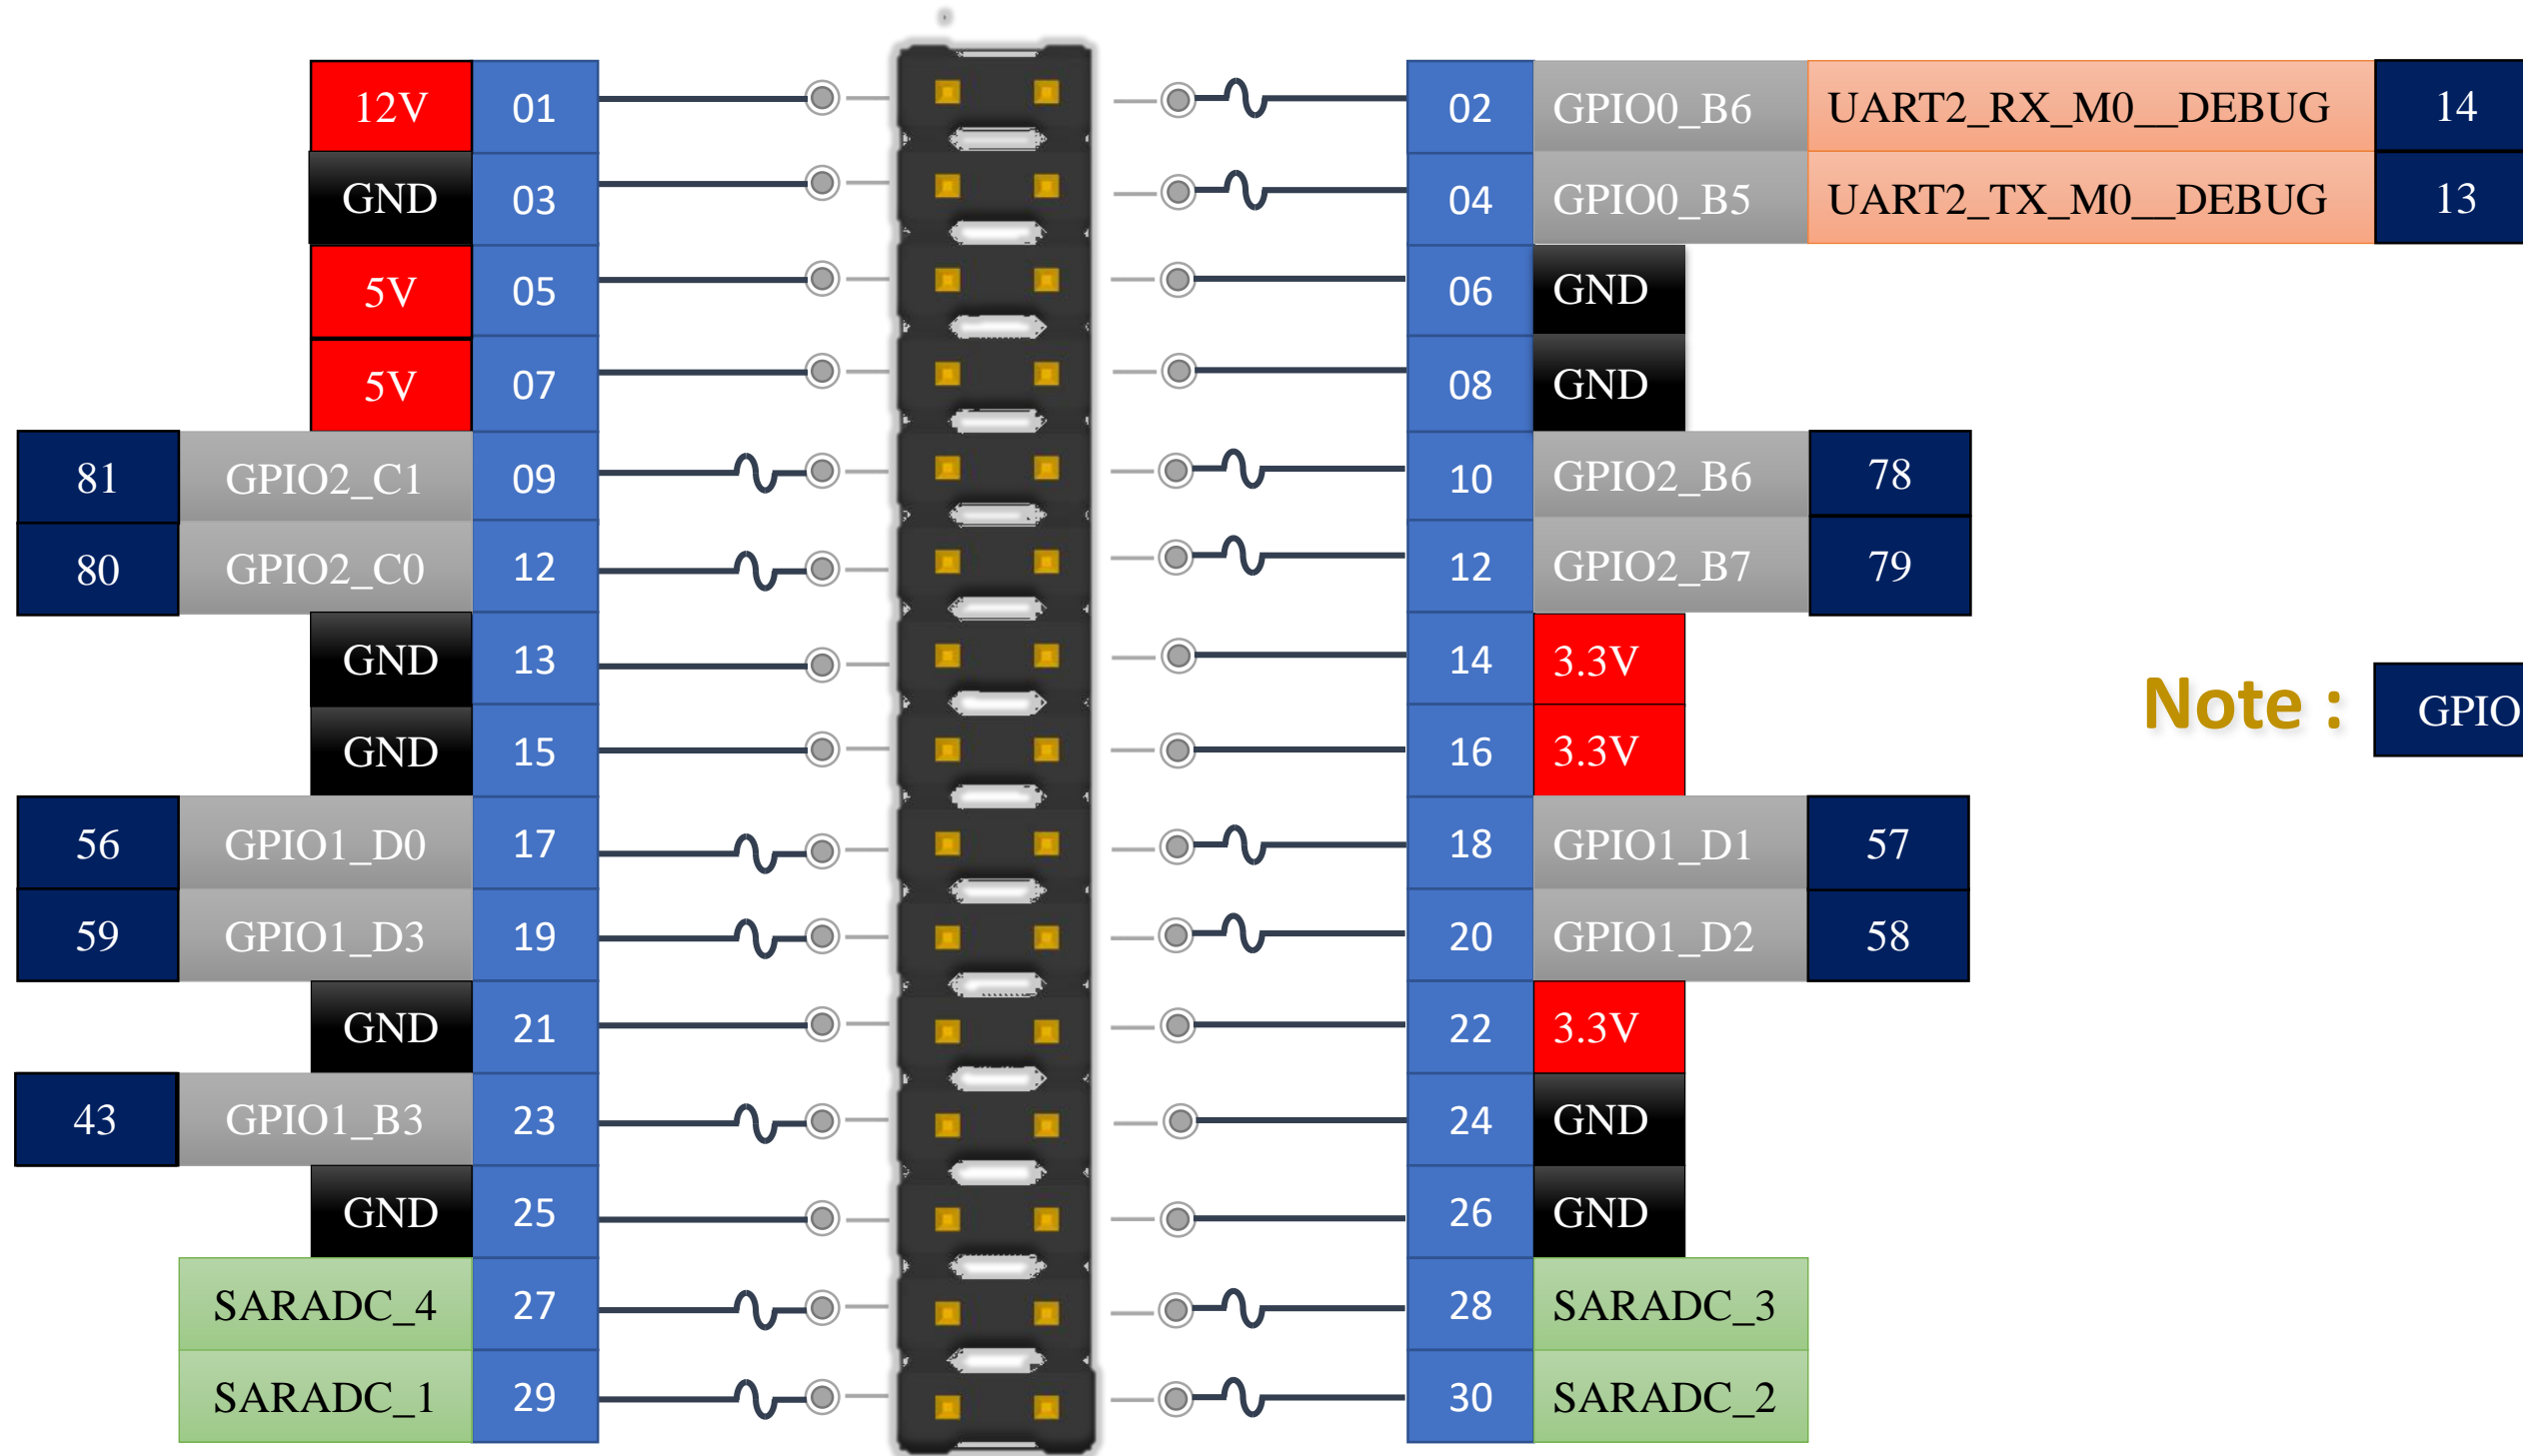 12V 01 02 GPIO0_B6 UART2_RX_M0__DEBUG 14
GND 03 04 GPIO0_B5 UART2_TX_M0__DEBUG 13
5V 05 06 GND
5V 07 08 GND
81 GPIO2_C1 09 10 GPIO2_B6 78
80 GPIO2_C0 12 12 GPIO2_B7 79
GND 13 14 3.3V
Note : GPIO
GND 15 16 3.3V
56 GPIO1_D0 17 18 GPIO1_D1 57
59 GPIO1_D3 19 20 GPIO1_D2 58
GND 21 22 3.3V
43 GPIO1_B3 23 24 GND
GND 25 26 GND
SARADC_4 27 28 SARADC_3
SARADC_1 29 30 SARADC_2